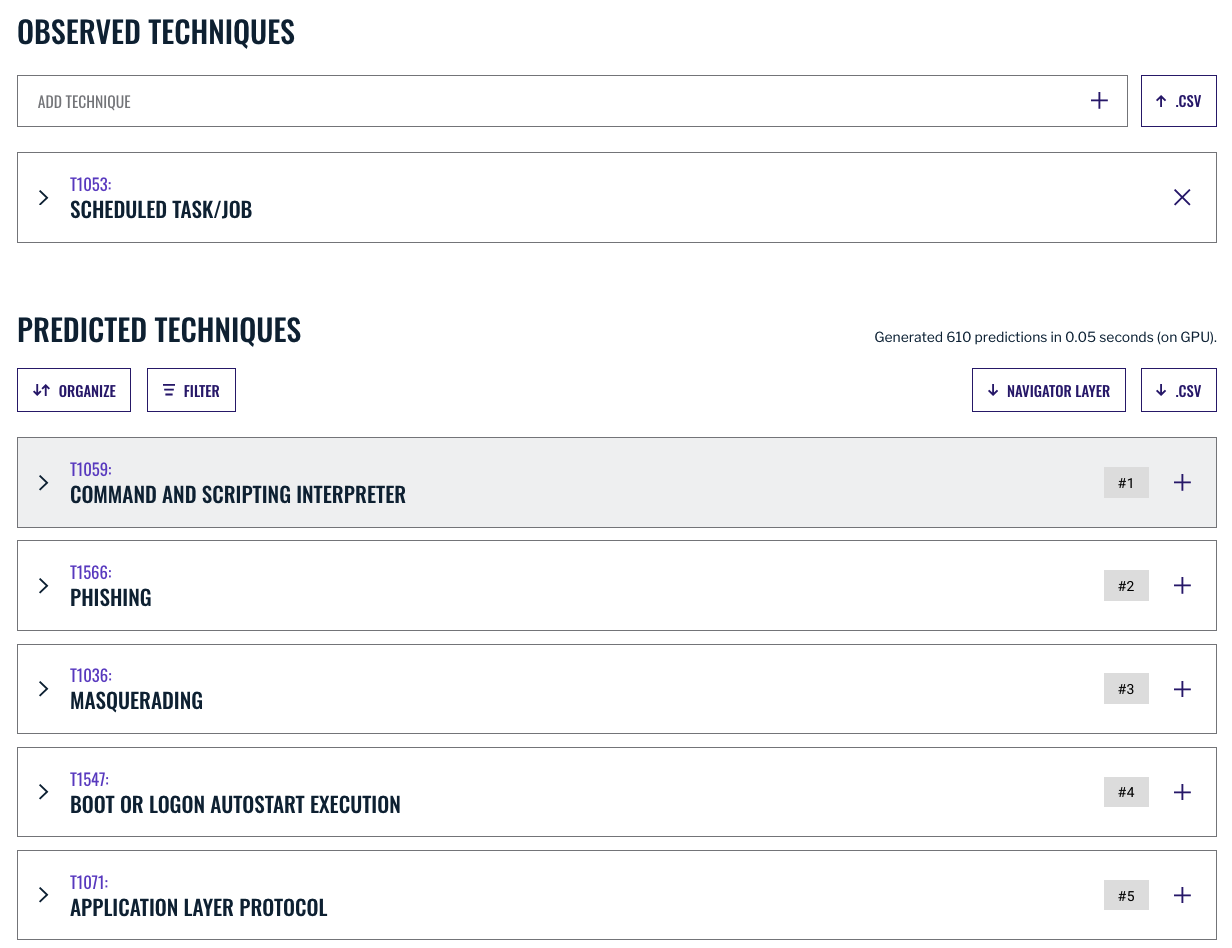 OBSERVED TECHNIQUES
ADD TECHNIQUE
.CSV
T1053:
SCHEDULED TASK/JOB
PREDICTED TECHNIQUES
Generated 610 predictions in 0.05 seconds (on GPU).
ORGANIZE
FILTER
NAVIGATOR LAYER
.CSV
T1059:
COMMAND AND SCRIPTING INTERPRETER
#1
T1566:
PHISHING
#2
T1036:
MASQUERADING
#3
T1547:
BOOT OR LOGON AUTOSTART EXECUTION
#4
T1071:
APPLICATION LAYER PROTOCOL
#5